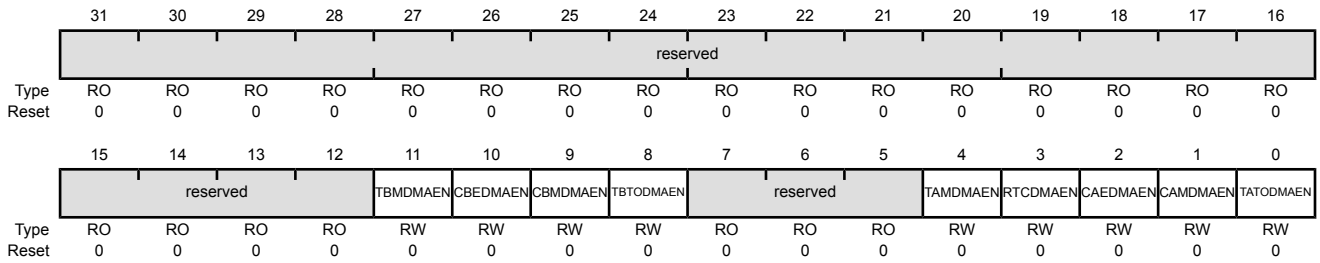 31 30 29 28 27 26 25 24 23 22 21 20 19 18 17 16
reserved
Type RO RO RO RO RO RO RO RO RO RO RO RO RO RO RO RO
Reset 0 0 0 0 0 0 0 0 0 0 0 0 0 0 0 0
15 14 13 12 11 10 9 8 7 6 5 4 3 2 1 0
reserved TBMDMAEN CBEDMAEN CBMDMAEN TBTODMAEN reserved TAMDMAEN RTCDMAEN CAEDMAEN CAMDMAEN TATODMAEN
Type RO RO RO RO RW RW RW RW RO RO RO RW RW RW RW RW
Reset 0 0 0 0 0 0 0 0 0 0 0 0 0 0 0 0